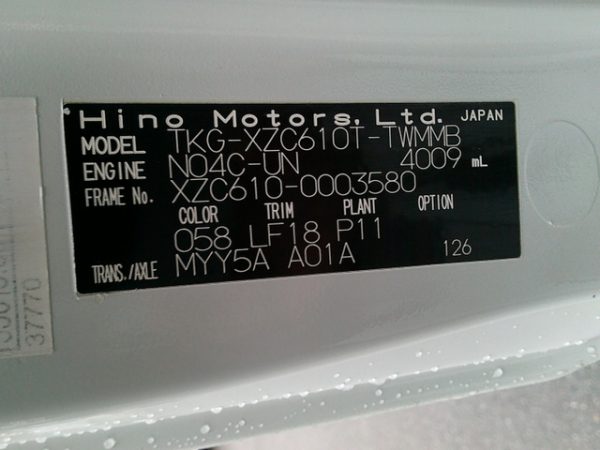 Hino Motors, Ltd. JAPAN
MODEL TKG-XZC610T-TWMMB
ENGINE N04C-UN 4009 mL
FRAME No. XZC610-0003580
COLOR TRIM PLANT OPTION
058 LF18 P11
TRANS./AXLE MYY5A A01A 126
37770